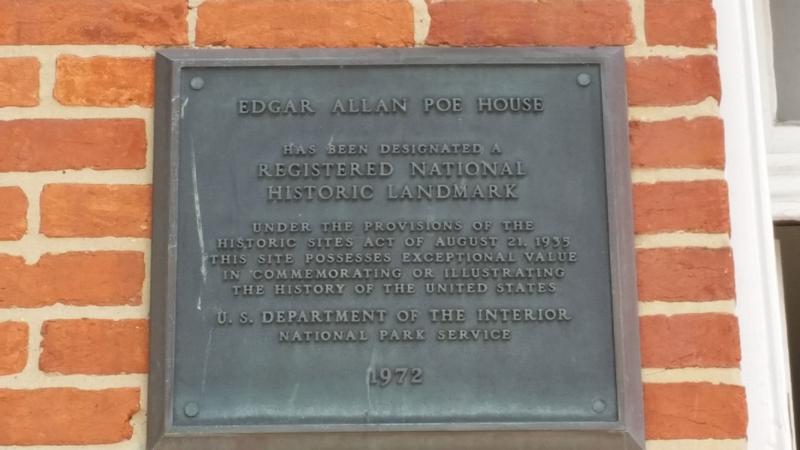 EDGAR ALLAN POE HOUSE
HAS BEEN DESIGNATED A
REGISTERED NATIONAL
HISTORIC LANDMARK
UNDER THE PROVISIONS OF THE
HISTORIC SITES ACT OF AUGUST 21, 1935
THIS SITE POSSESSES EXCEPTIONAL VALUE
IN COMMEMORATING OR ILLUSTRATING
THE HISTORY OF THE UNITED STATES
U. S. DEPARTMENT OF THE INTERIOR
NATIONAL PARK SERVICE
1972